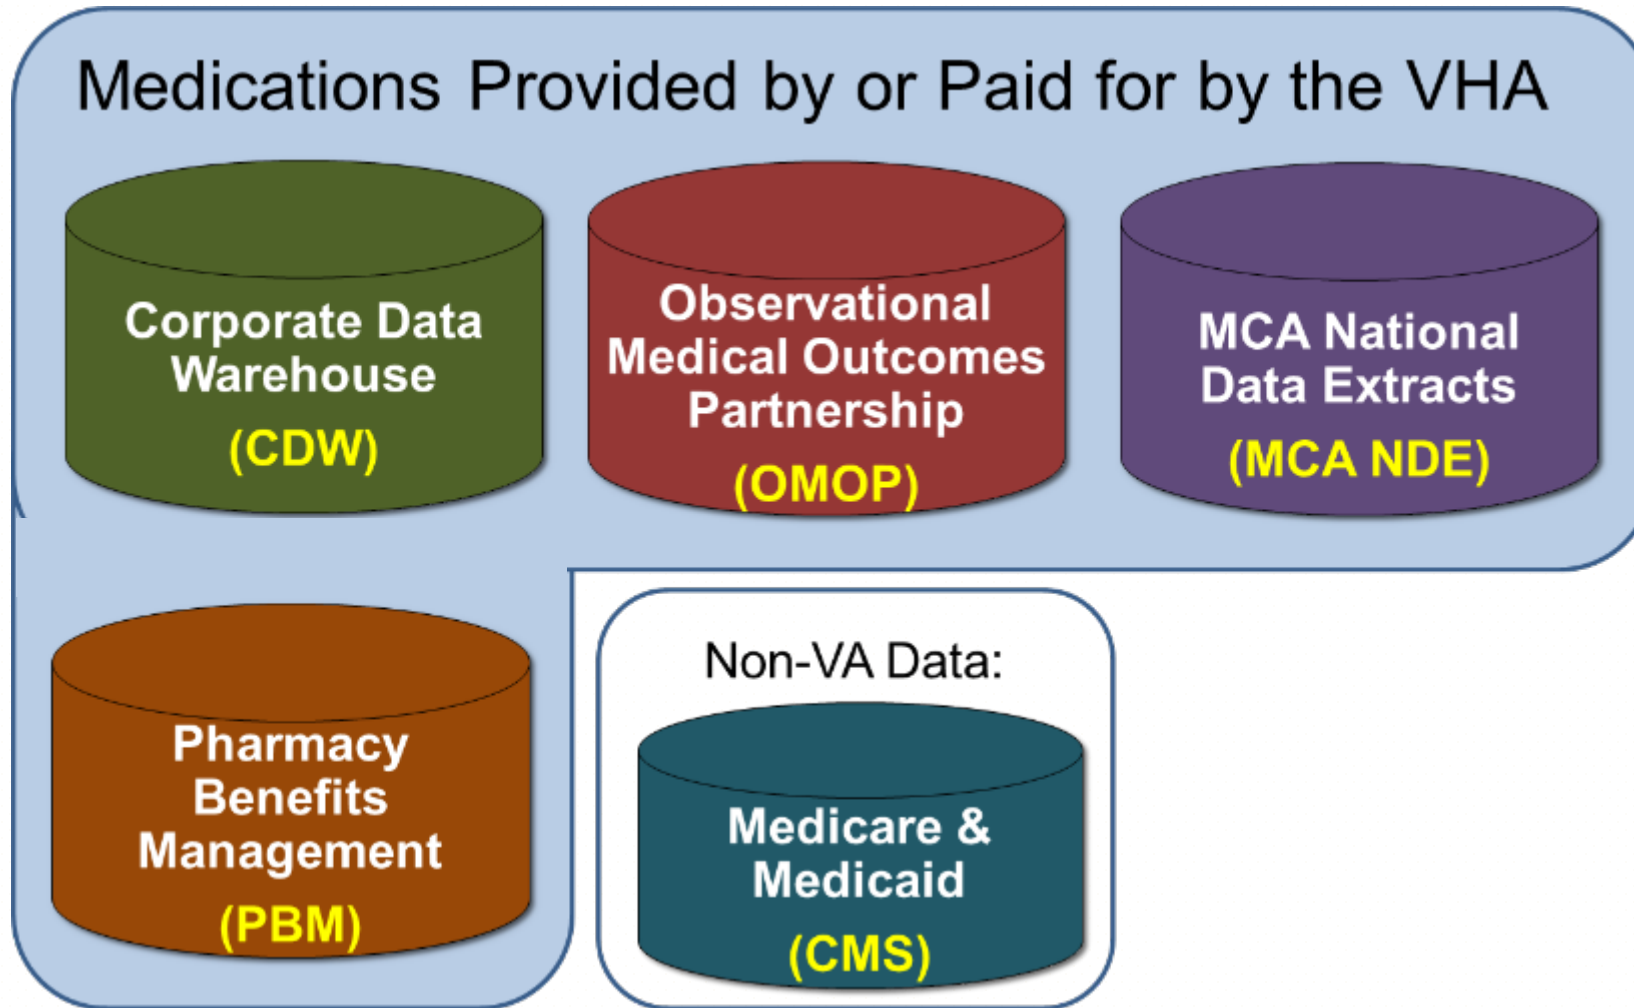 Medications Provided by or Paid for by the VHA
Corporate Data
Warehouse
(CDW)
Observational
Medical Outcomes
Partnership
(OMOP)
MCA National
Data Extracts
(MCA NDE)
Pharmacy
Benefits
Management
(PBM)
Non-VA Data:
Medicare &
Medicaid
(CMS)